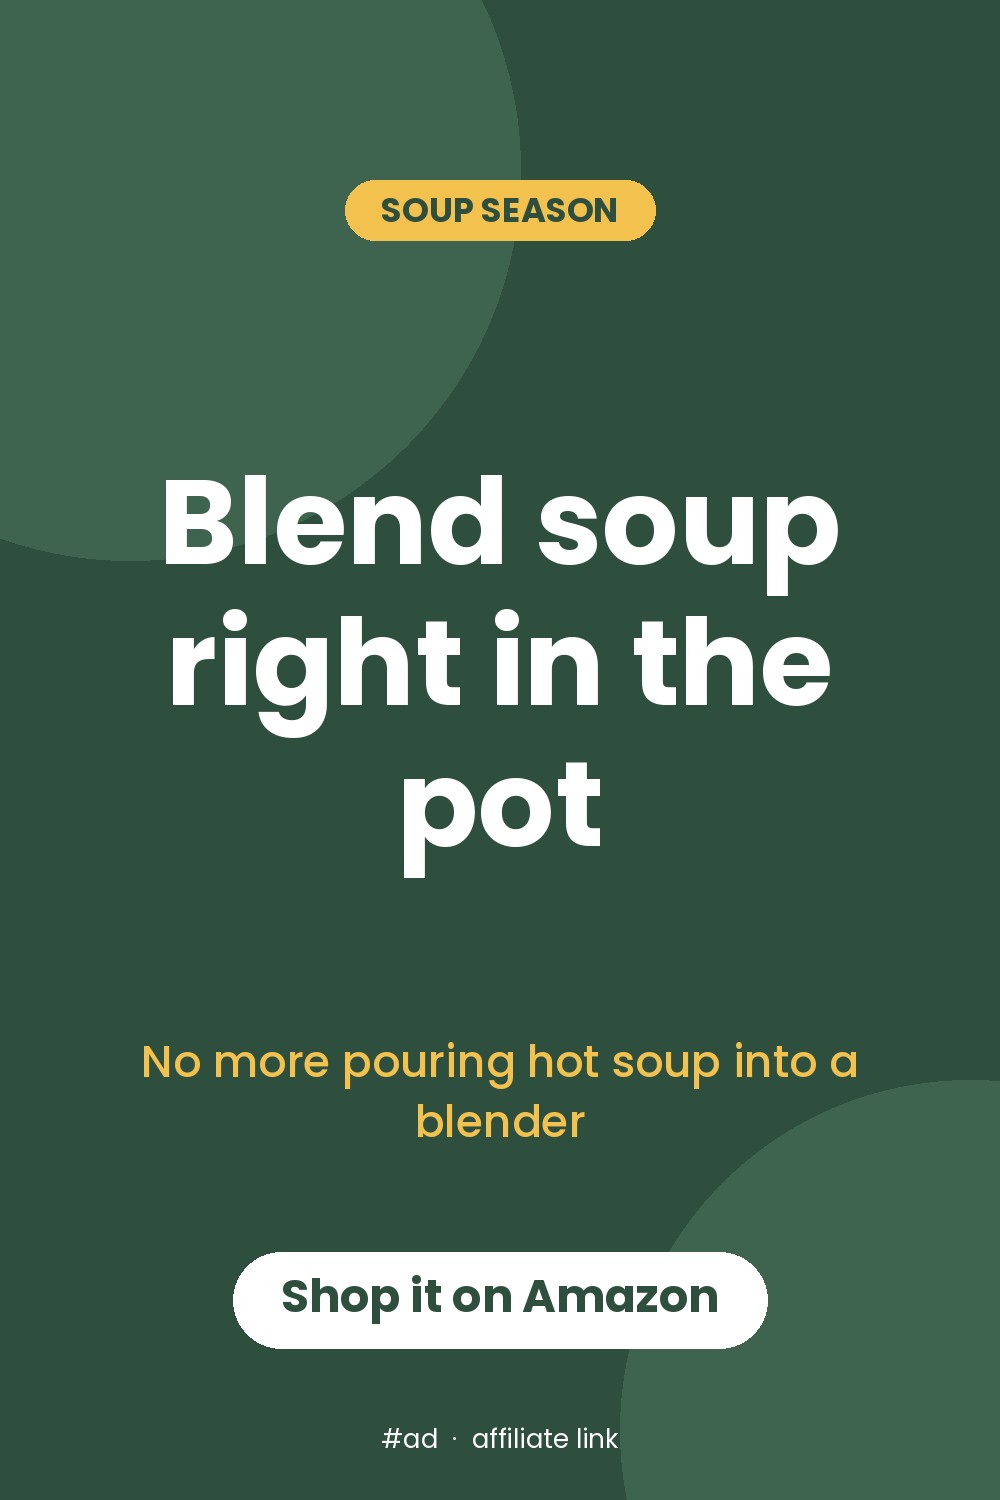 SOUP SEASON
Blend soup
right in the
pot
No more pouring hot soup into a
blender
Shop it on Amazon
#ad · affiliate link